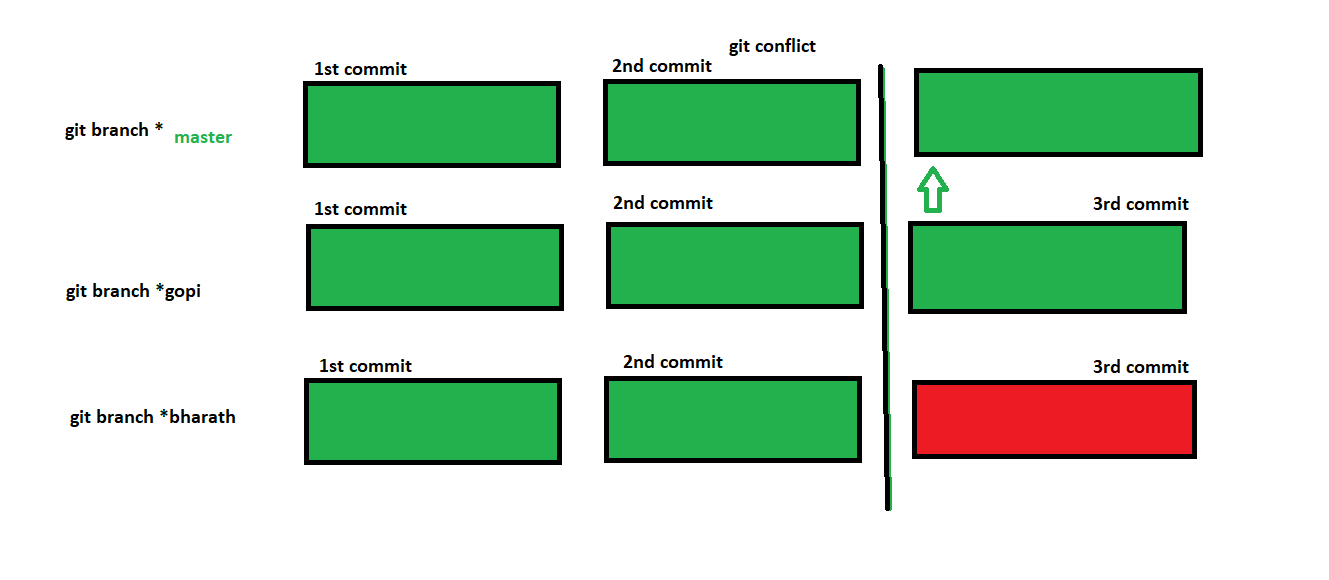 git conflict
1st commit
2nd commit
git branch * master
1st commit
2nd commit
3rd commit
git branch *gopi
1st commit
2nd commit
3rd commit
git branch *bharath